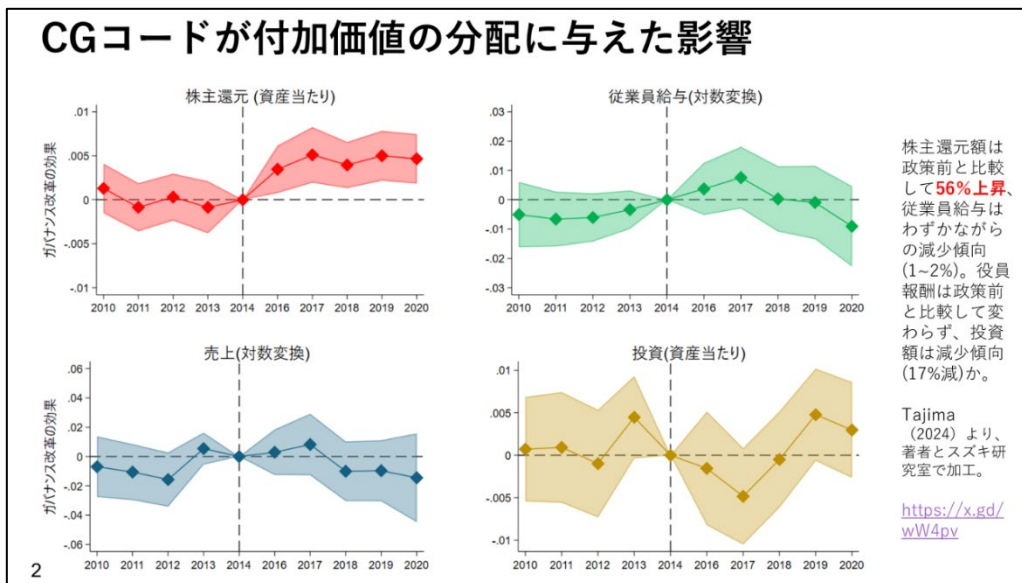 CGコードが付加価値の分配に与えた影響
株主還元 (資産当たり)
ガバナンス改革の効果
.01
.005
0
-.005
-.01
2010 2011 2012 2013 2014 2016 2017 2018 2019 2020
従業員給与(対数変換)
.03
.02
.01
0
-.01
-.03
2010 2011 2012 2013 2014 2016 2017 2018 2019 2020
売上(対数変換)
ガバナンス改革の効果
.06
.04
.02
0
-.02
-.04
-.06
2010 2011 2012 2013 2014 2016 2017 2018 2019 2020
投資(資産当たり)
.01
.005
0
-.005
-.01
2010 2011 2012 2013 2014 2016 2017 2018 2019 2020
株主還元額は
政策前と比較
して56%上昇、
従業員給与は
わずかながら
の減少傾向
(1~2%)。役員
報酬は政策前
と比較して変
わらず、投資
額は減少傾向
(17%減)か。
Tajima
（2024）より、
著者とスズキ研
究室で加工。
https://x.gd/
wW4pv
2